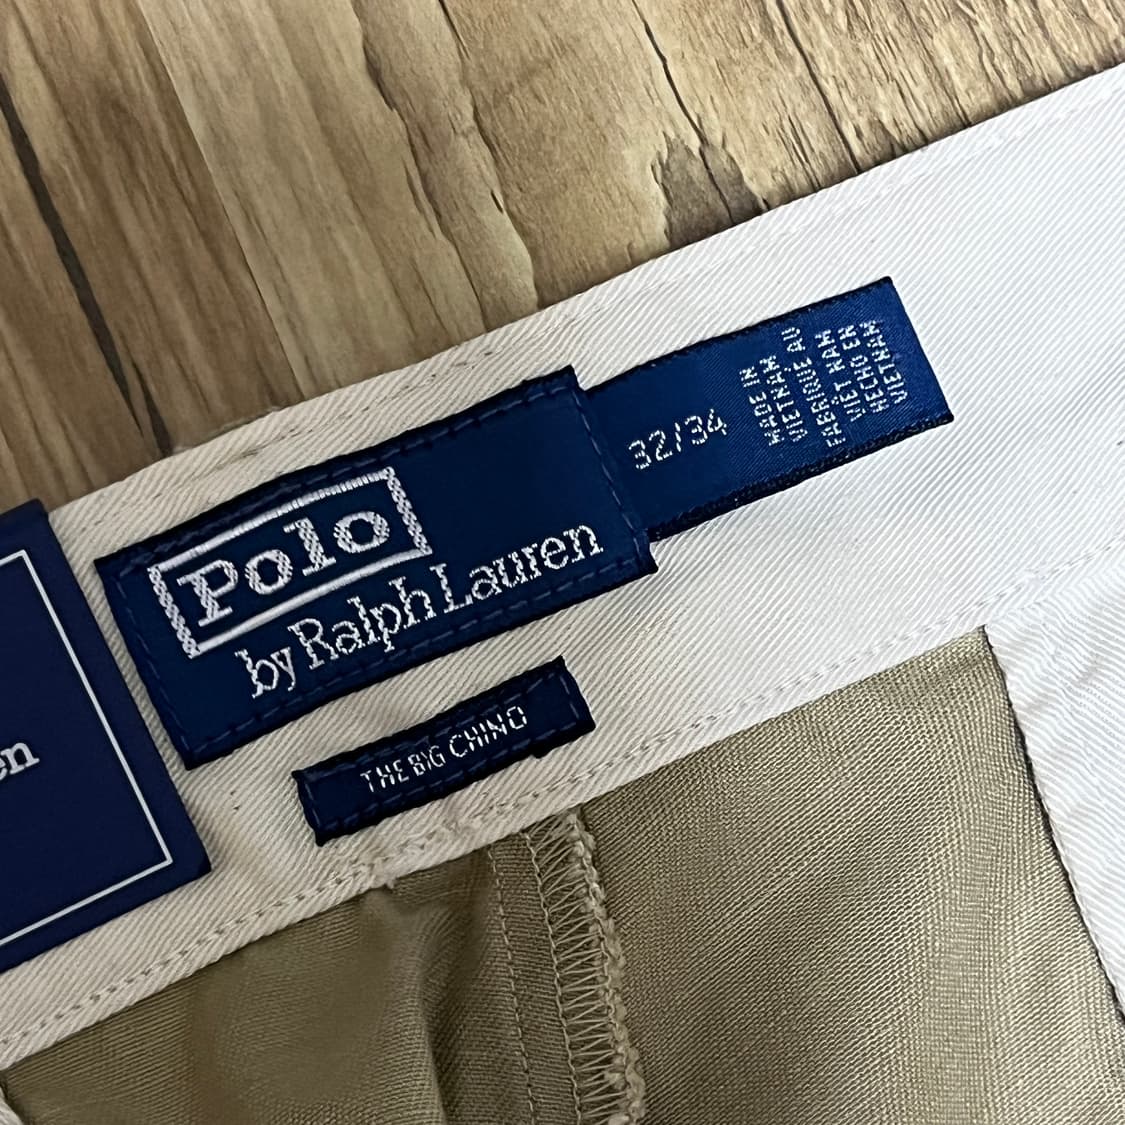 Polo
by Ralph Lauren
32/34
MADE IN
VIETNAM
FABRIQUÉ AU
VIÊT NAM
HECHO EN
VIETNAM
THE BIG CHINO
en